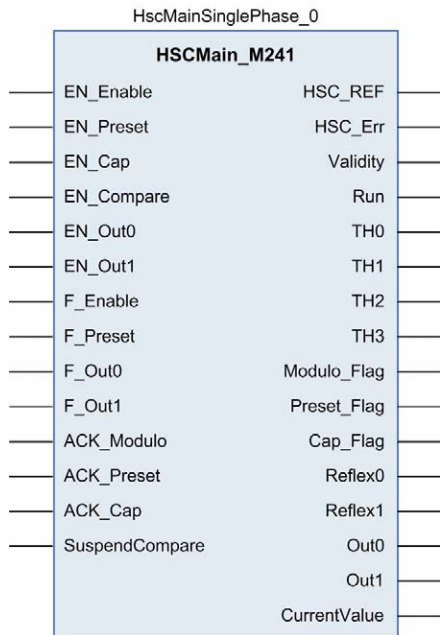 HscMainSinglePhase_0
HSCMain_M241
EN_Enable HSC_REF
EN_Preset HSC_Err
EN_Cap Validity
EN_Compare Run
EN_Out0 TH0
EN_Out1 TH1
F_Enable TH2
F_Preset TH3
F_Out0 Modulo_Flag
F_Out1 Preset_Flag
ACK_Modulo Cap_Flag
ACK_Preset Reflex0
ACK_Cap Reflex1
SuspendCompare Out0
Out1
CurrentValue